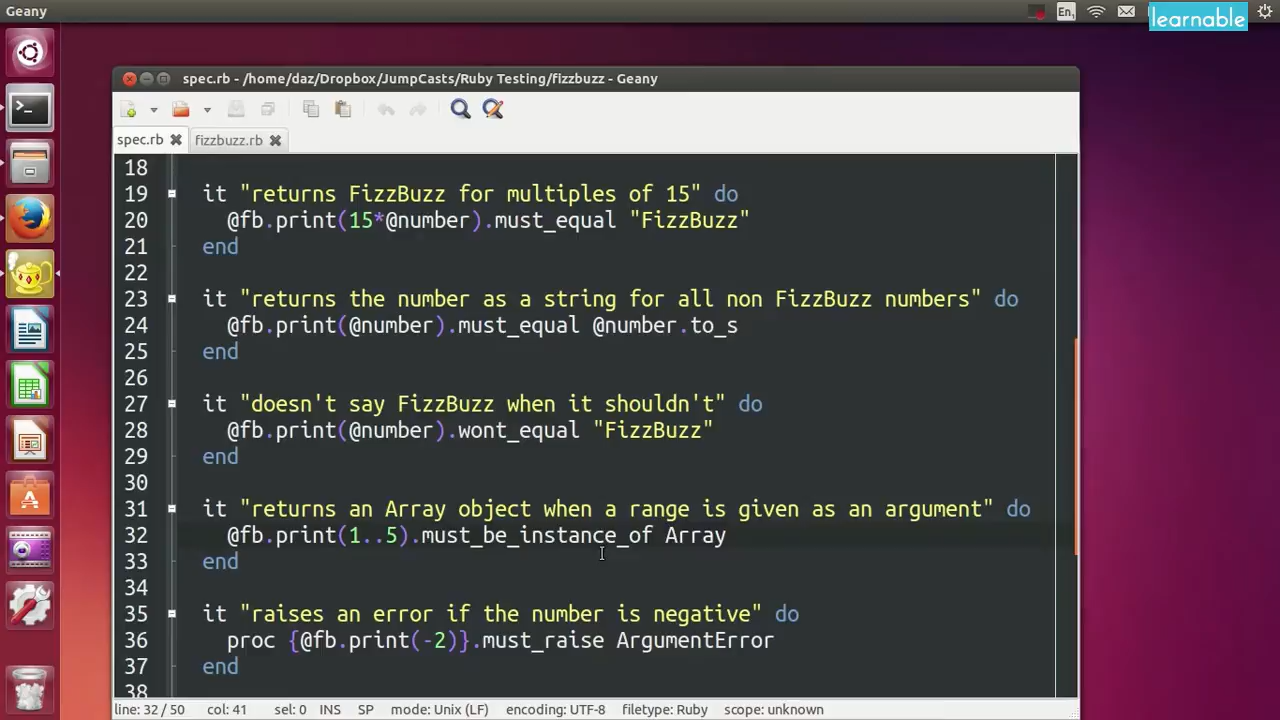 Geany
En1
learnable
spec.rb - /home/daz/Dropbox/JumpCasts/Ruby Testing/fizzbuzz - Geany
spec.rb
fizzbuzz.rb
18
19 it "returns FizzBuzz for multiples of 15" do
20 @fb.print(15*@number).must_equal "FizzBuzz"
21 end
22
23 it "returns the number as a string for all non FizzBuzz numbers" do
24 @fb.print(@number).must_equal @number.to_s
25 end
26
27 it "doesn't say FizzBuzz when it shouldn't" do
28 @fb.print(@number).wont_equal "FizzBuzz"
29 end
30
31 it "returns an Array object when a range is given as an argument" do
32 @fb.print(1..5).must_be_instance_of Array
33 end
34
35 it "raises an error if the number is negative" do
36 proc {@fb.print(-2)}.must_raise ArgumentError
37 end
38
line: 32 / 50 col: 41 sel: 0 INS SP mode: Unix (LF) encoding: UTF-8 filetype: Ruby scope: unknown